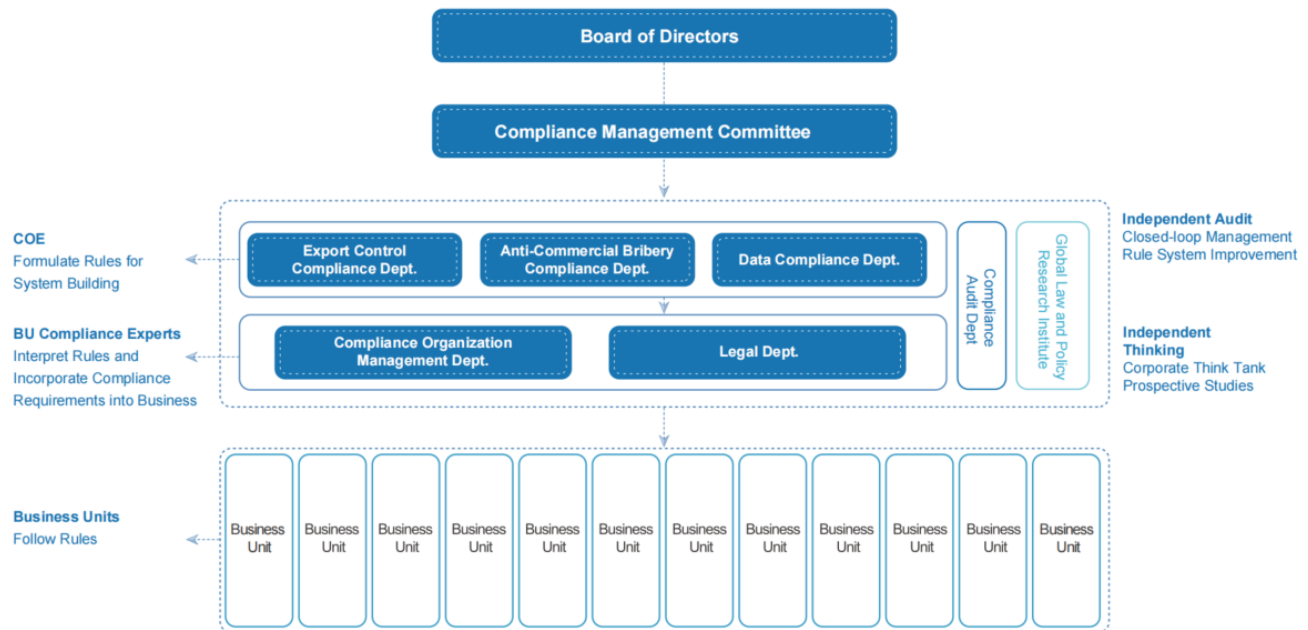 Board of Directors
Compliance Management Committee
COE
Formulate Rules for
System Building
Export Control
Compliance Dept.
Anti-Commercial Bribery
Compliance Dept.
Data Compliance Dept.
Compliance
Audit Dept
Global Law and Policy
Research Institute
Independent Audit
Closed-loop Management
Rule System Improvement
BU Compliance Experts
Interpret Rules and
Incorporate Compliance
Requirements into Business
Compliance Organization
Management Dept.
Legal Dept.
Independent
Thinking
Corporate Think Tank
Prospective Studies
Business Units
Follow Rules
Business
Unit
Business
Unit
Business
Unit
Business
Unit
Business
Unit
Business
Unit
Business
Unit
Business
Unit
Business
Unit
Business
Unit
Business
Unit
Business
Unit